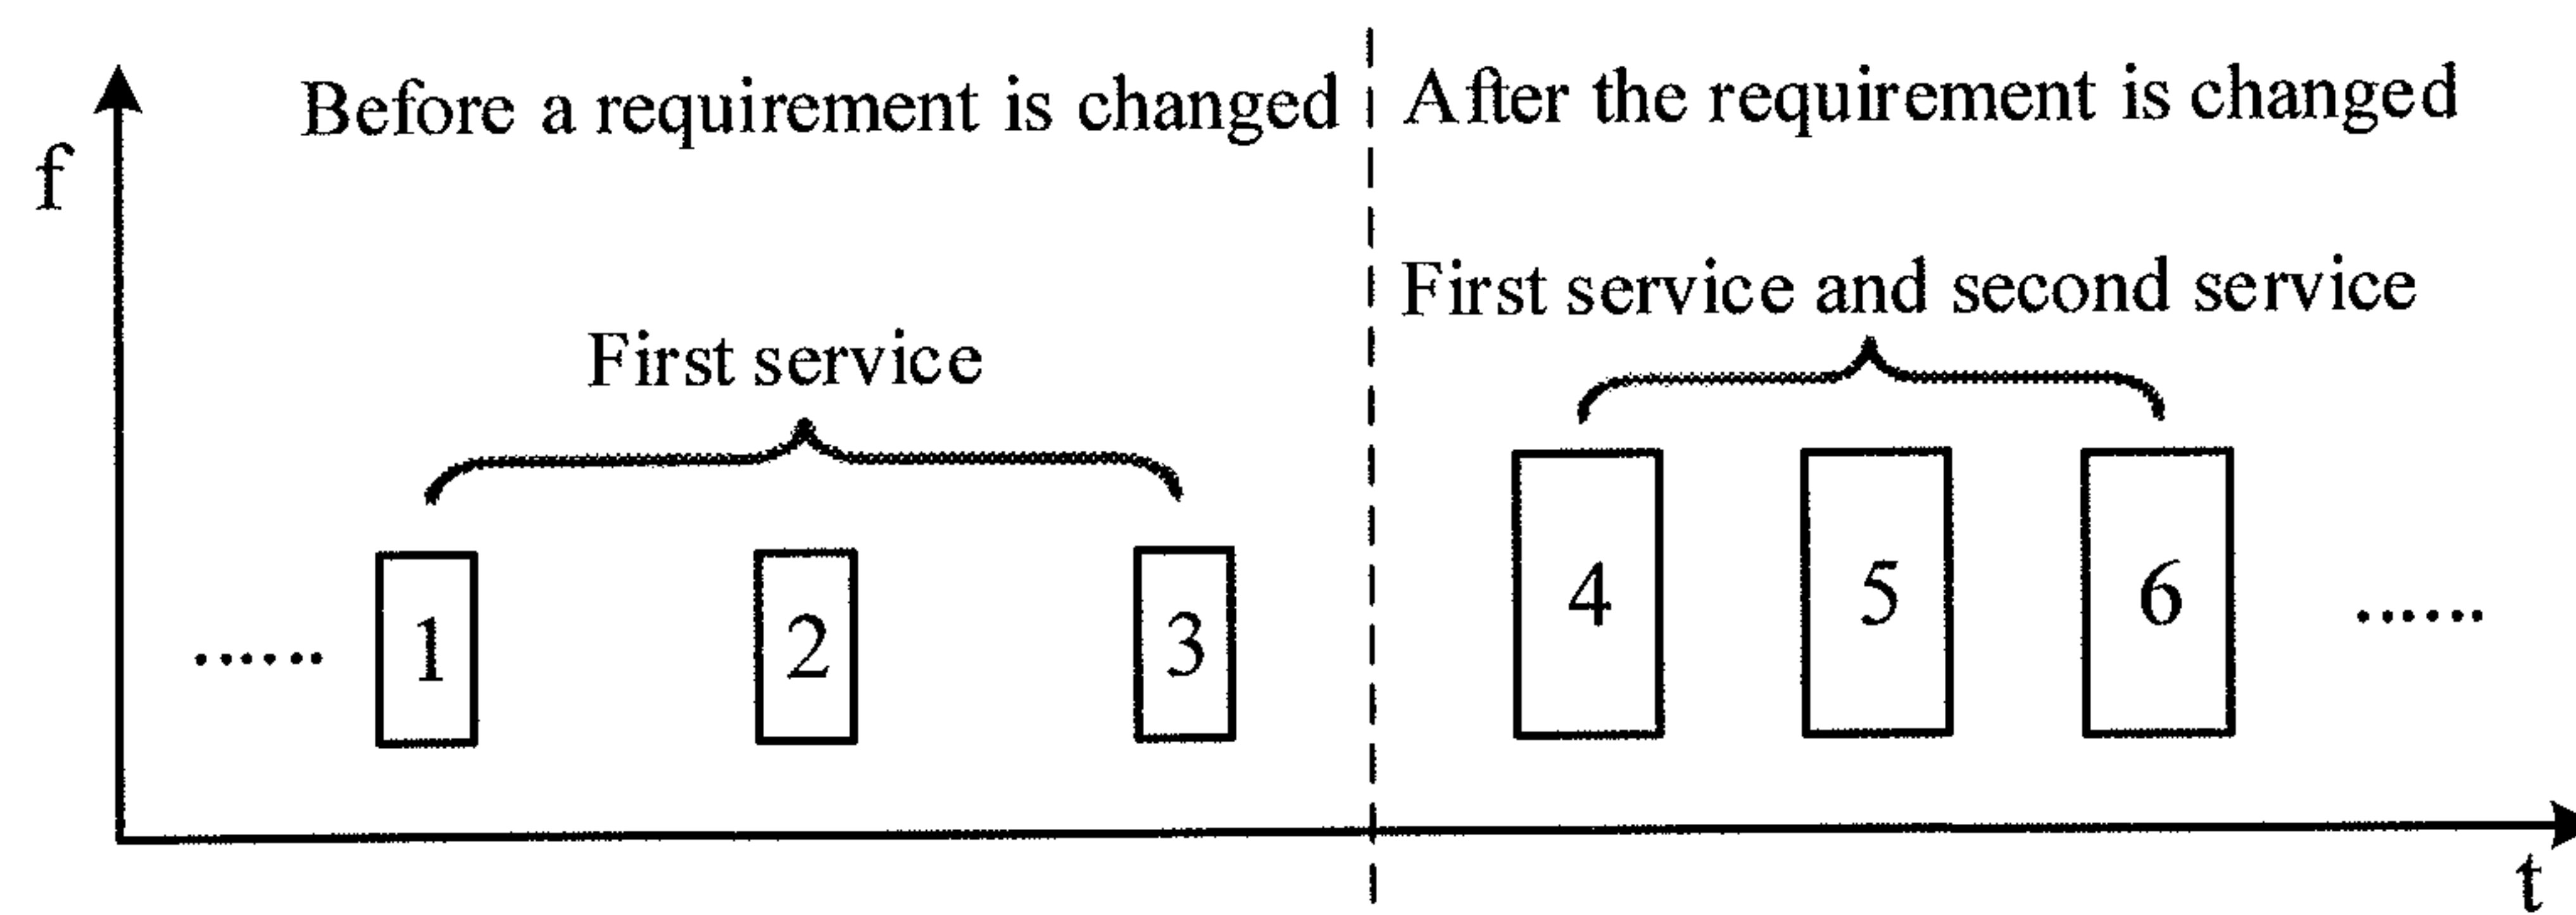 Before a requirement is changed
After the requirement is changed
f
First service and second service
First service
...... 1 2 3 4 5 6 ......
t